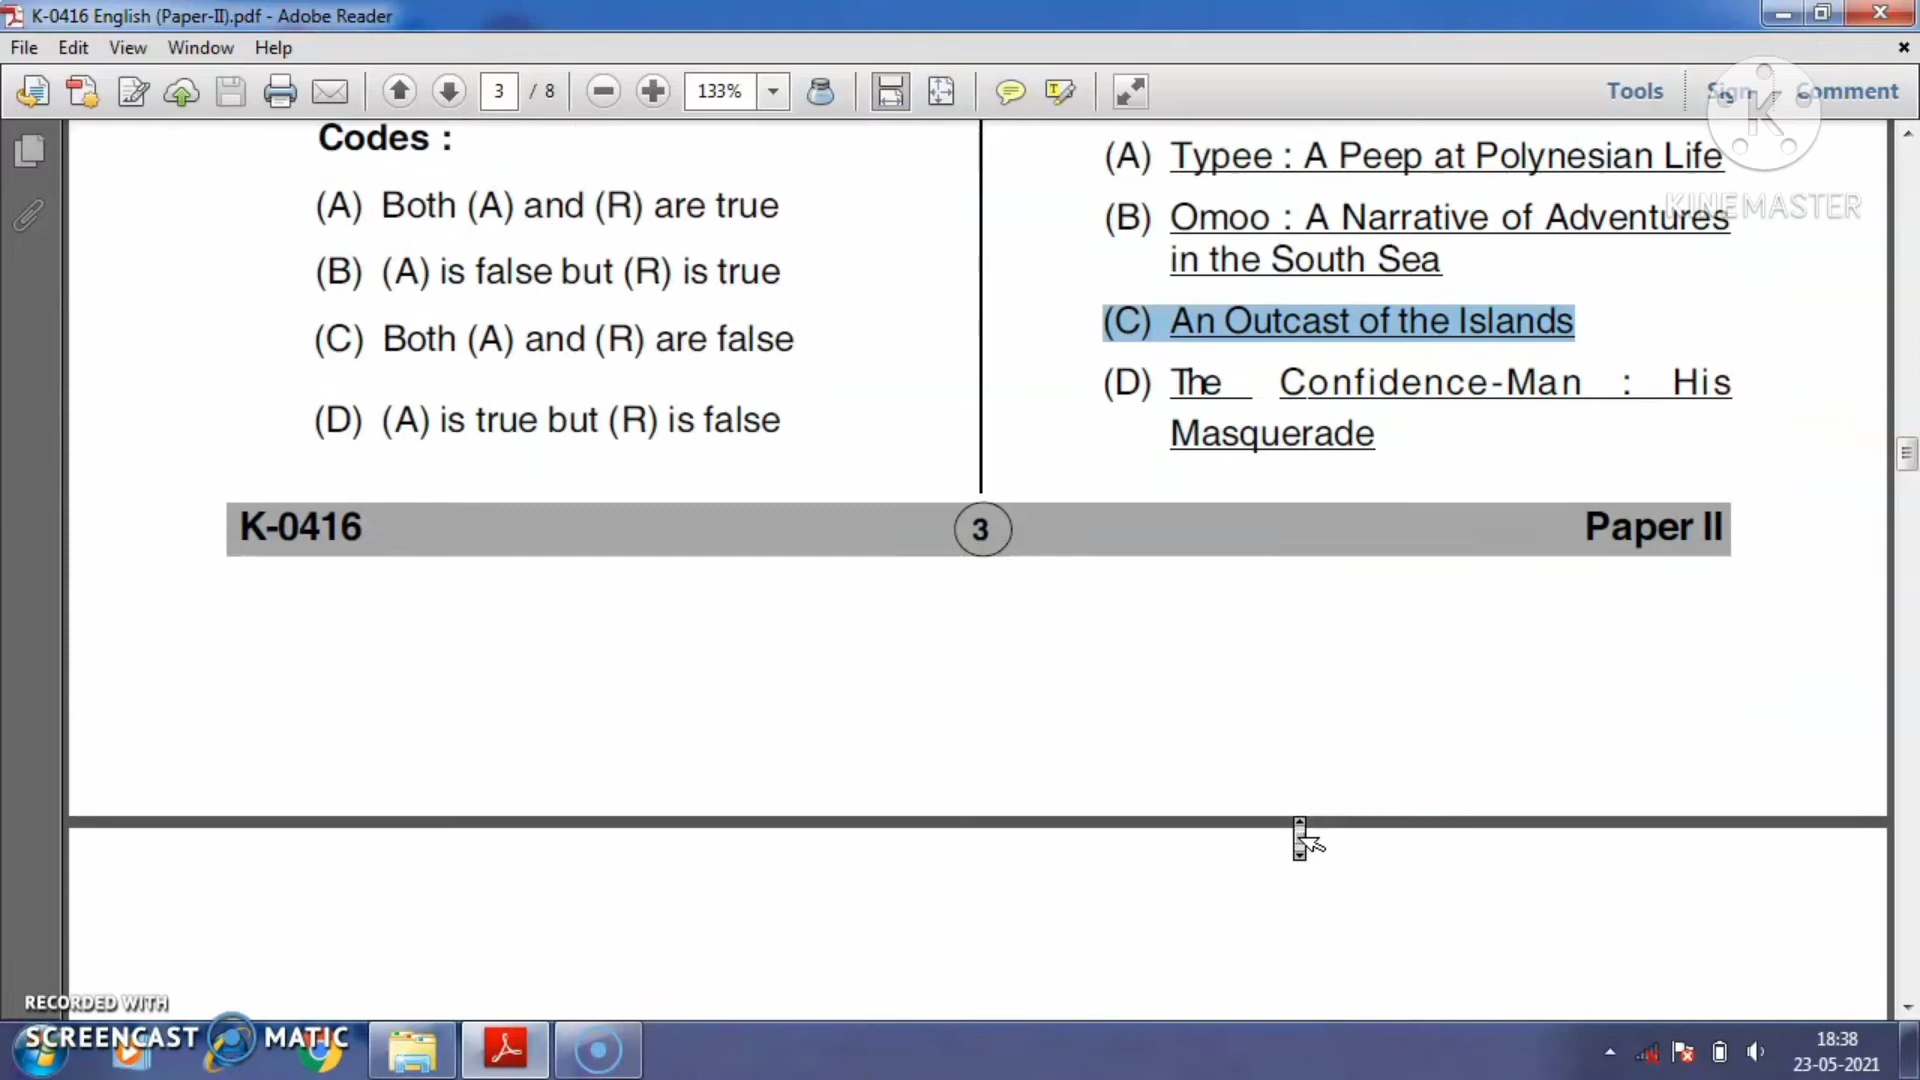 K-0416 English (Paper-II).pdf - Adobe Reader
File Edit View Window Help
3 / 8 133% Tools Sign Comment
KINEMASTER
Codes :
(A) Both (A) and (R) are true
(B) (A) is false but (R) is true
(C) Both (A) and (R) are false
(D) (A) is true but (R) is false
(A) Typee : A Peep at Polynesian Life
(B) Omoo : A Narrative of Adventures
in the South Sea
(C) An Outcast of the Islands
(D) The Confidence-Man : His
Masquerade
K-0416 3 Paper II
RECORDED WITH
SCREENCAST MATIC
18:38
23-05-2021